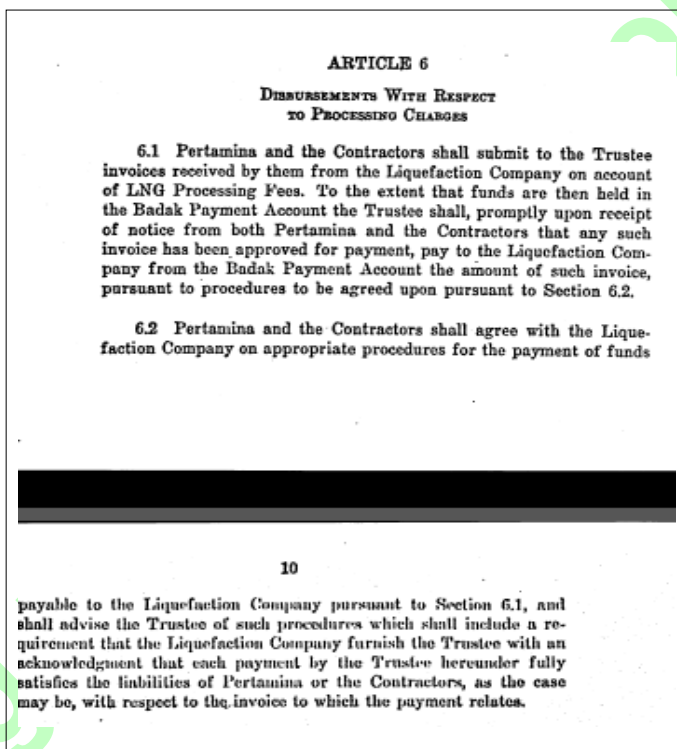 ARTICLE 6
DISBURSEMENTS WITH RESPECT
TO PROCESSING CHARGES
6.1 Pertamina and the Contractors shall submit to the Trustee
invoices received by them from the Liquefaction Company on account
of LNG Processing Fees. To the extent that funds are then held in
the Badak Payment Account the Trustee shall, promptly upon receipt
of notice from both Pertamina and the Contractors that any such
invoice has been approved for payment, pay to the Liquefaction Com-
pany from the Badak Payment Account the amount of such invoice,
pursuant to procedures to be agreed upon pursuant to Section 6.2.
6.2 Pertamina and the Contractors shall agree with the Lique-
faction Company on appropriate procedures for the payment of funds
10
payable to the Liquefaction Company pursuant to Section 6.1, and
shall advise the Trustee of such procedures which shall include a re-
quirement that the Liquefaction Company furnish the Trustee with an
acknowledgment that each payment by the Trustee hereunder fully
satisfies the liabilities of Pertamina or the Contractors, as the case
may be, with respect to the invoice to which the payment relates.